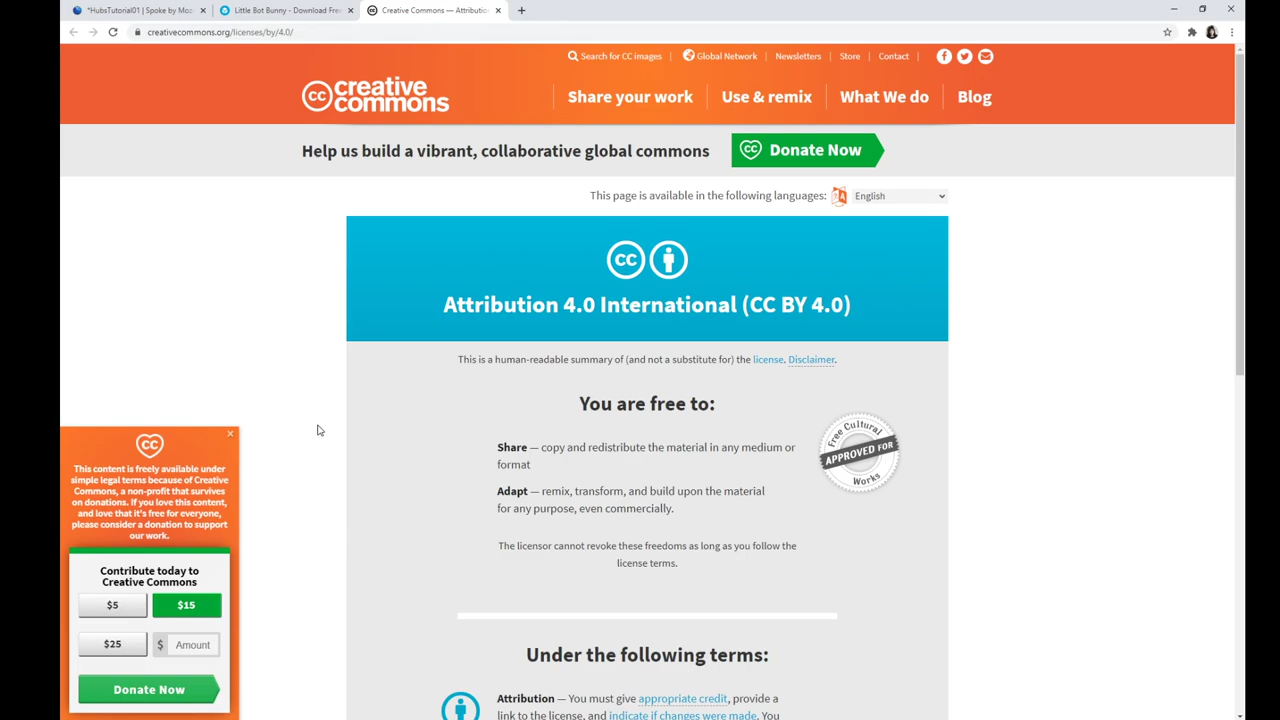 *HubsTutorial01 | Spoke by Moz
Little Bot Bunny - Download Fre
Creative Commons — Attributio
creativecommons.org/licenses/by/4.0/
Search for CC images | Global Network | Newsletters | Store | Contact |
cc creative commons
Share your work
Use & remix
What We do
Blog
Help us build a vibrant, collaborative global commons
Donate Now
This page is available in the following languages:
English
Attribution 4.0 International (CC BY 4.0)
This is a human-readable summary of (and not a substitute for) the license. Disclaimer.
You are free to:
Share — copy and redistribute the material in any medium or
format
Adapt — remix, transform, and build upon the material
for any purpose, even commercially.
Free Cultural
APPROVED FOR
Works
The licensor cannot revoke these freedoms as long as you follow the
license terms.
Under the following terms:
Attribution — You must give appropriate credit, provide a
link to the license, and indicate if changes were made. You
This content is freely available under
simple legal terms because of Creative
Commons, a non-profit that survives
on donations. If you love this content,
and love that it's free for everyone,
please consider a donation to support
our work.
Contribute today to
Creative Commons
$5
$15
$25
$ Amount
Donate Now